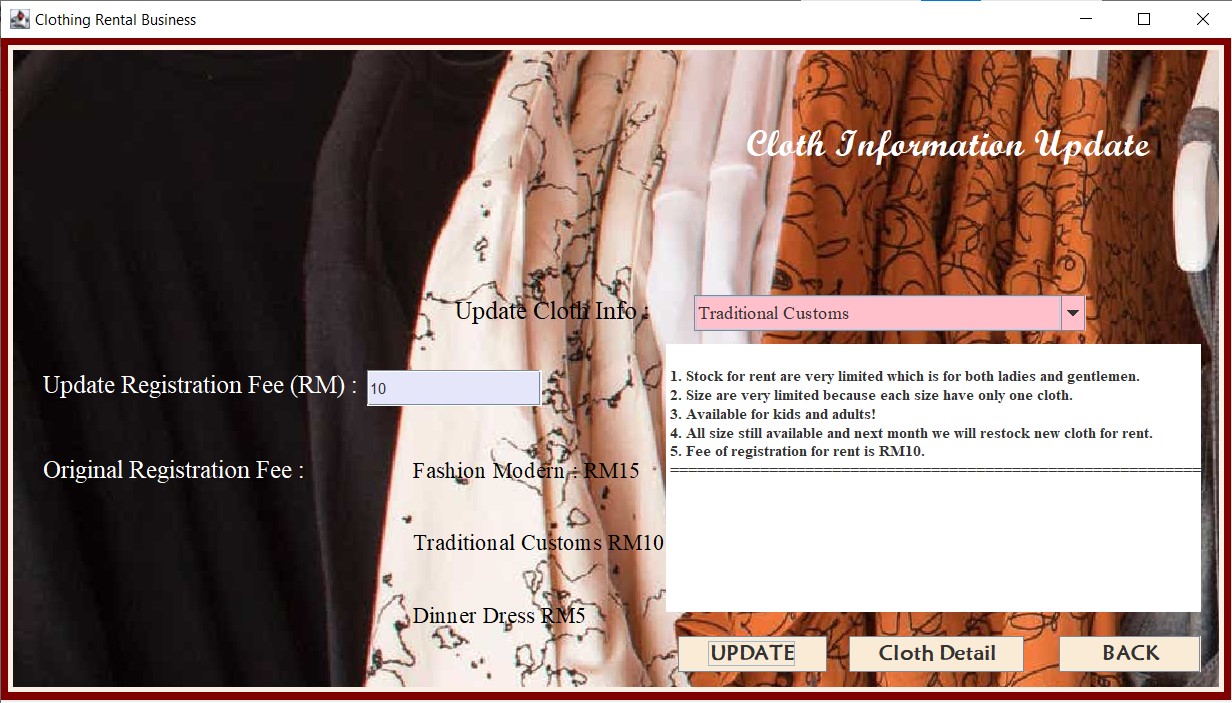 Clothing Rental Business
Cloth Information Update
Update Cloth Info :
Traditional Customs
Update Registration Fee (RM) :
10
1. Stock for rent are very limited which is for both ladies and gentlemen.
2. Size are very limited because each size have only one cloth.
3. Available for kids and adults!
4. All size still available and next month we will restock new cloth for rent.
5. Fee of registration for rent is RM10.
Original Registration Fee :
Fashion Modern : RM15
Traditional Customs RM10
Dinner Dress RM5
UPDATE
Cloth Detail
BACK